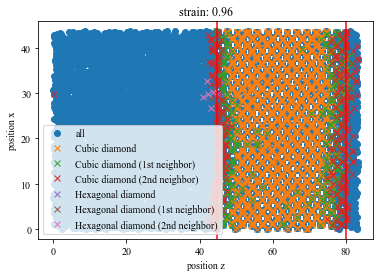 strain: 0.96
position x
40
30
20
10
0
all
Cubic diamond
Cubic diamond (1st neighbor)
Cubic diamond (2nd neighbor)
Hexagonal diamond
Hexagonal diamond (1st neighbor)
Hexagonal diamond (2nd neighbor)
0 20 40 60 80
position z